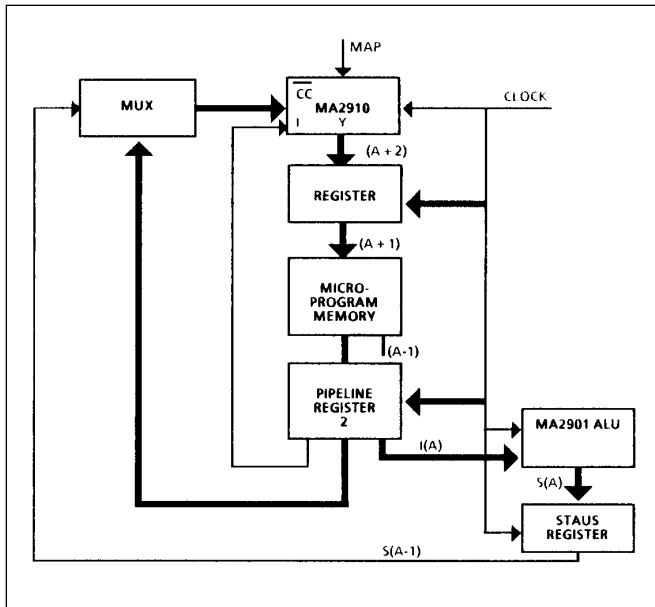 MAP
CC
MUX
MA2910
CLOCK
I
Y
(A + 2)
REGISTER
(A + 1)
MICRO-
PROGRAM
MEMORY
(A-1)
PIPELINE
REGISTER
2
MA2901 ALU
I(A)
S(A)
STAUS
REGISTER
S(A-1)